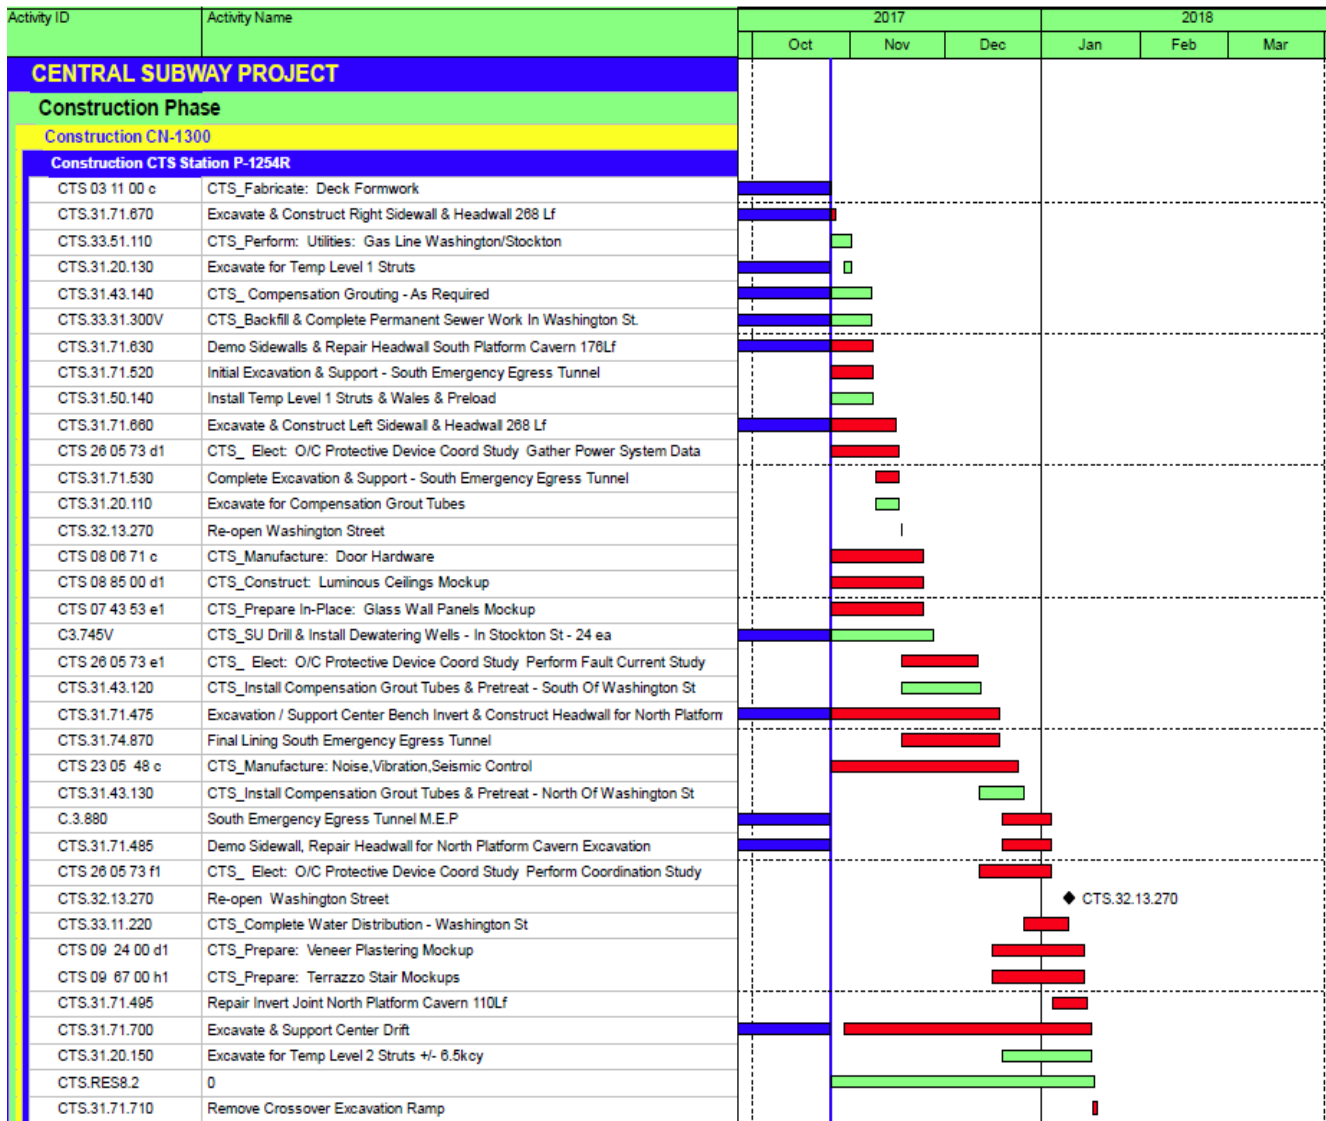 Activity ID Activity Name 2017 2018
Oct Nov Dec Jan Feb Mar
CENTRAL SUBWAY PROJECT
Construction Phase
Construction CN-1300
Construction CTS Station P-1254R
CTS 03 11 00 c CTS_Fabricate: Deck Formwork
CTS.31.71.670 Excavate & Construct Right Sidewall & Headwall 268 Lf
CTS.33.51.110 CTS_Perform: Utilities: Gas Line Washington/Stockton
CTS.31.20.130 Excavate for Temp Level 1 Struts
CTS.31.43.140 CTS_ Compensation Grouting - As Required
CTS.33.31.300V CTS_Backfill & Complete Permanent Sewer Work In Washington St.
CTS.31.71.630 Demo Sidewalls & Repair Headwall South Platform Cavern 176Lf
CTS.31.71.520 Initial Excavation & Support - South Emergency Egress Tunnel
CTS.31.50.140 Install Temp Level 1 Struts & Wales & Preload
CTS.31.71.660 Excavate & Construct Left Sidewall & Headwall 268 Lf
CTS 26 05 73 d1 CTS_ Elect: O/C Protective Device Coord Study Gather Power System Data
CTS.31.71.530 Complete Excavation & Support - South Emergency Egress Tunnel
CTS.31.20.110 Excavate for Compensation Grout Tubes
CTS.32.13.270 Re-open Washington Street
CTS 08 06 71 c CTS_Manufacture: Door Hardware
CTS 08 85 00 d1 CTS_Construct: Luminous Ceilings Mockup
CTS 07 43 53 e1 CTS_Prepare In-Place: Glass Wall Panels Mockup
C3.745V CTS_SU Drill & Install Dewatering Wells - In Stockton St - 24 ea
CTS 26 05 73 e1 CTS_ Elect: O/C Protective Device Coord Study Perform Fault Current Study
CTS.31.43.120 CTS_Install Compensation Grout Tubes & Pretreat - South Of Washington St
CTS.31.71.475 Excavation / Support Center Bench Invert & Construct Headwall for North Platform
CTS.31.74.870 Final Lining South Emergency Egress Tunnel
CTS 23 05 48 c CTS_Manufacture: Noise,Vibration,Seismic Control
CTS.31.43.130 CTS_Install Compensation Grout Tubes & Pretreat - North Of Washington St
C.3.880 South Emergency Egress Tunnel M.E.P
CTS.31.71.485 Demo Sidewall, Repair Headwall for North Platform Cavern Excavation
CTS 26 05 73 f1 CTS_ Elect: O/C Protective Device Coord Study Perform Coordination Study
CTS.32.13.270 Re-open Washington Street CTS.32.13.270
CTS.33.11.220 CTS_Complete Water Distribution - Washington St
CTS 09 24 00 d1 CTS_Prepare: Veneer Plastering Mockup
CTS 09 67 00 h1 CTS_Prepare: Terrazzo Stair Mockups
CTS.31.71.495 Repair Invert Joint North Platform Cavern 110Lf
CTS.31.71.700 Excavate & Support Center Drift
CTS.31.20.150 Excavate for Temp Level 2 Struts +/- 6.5kcy
CTS.RES8.2 0
CTS.31.71.710 Remove Crossover Excavation Ramp